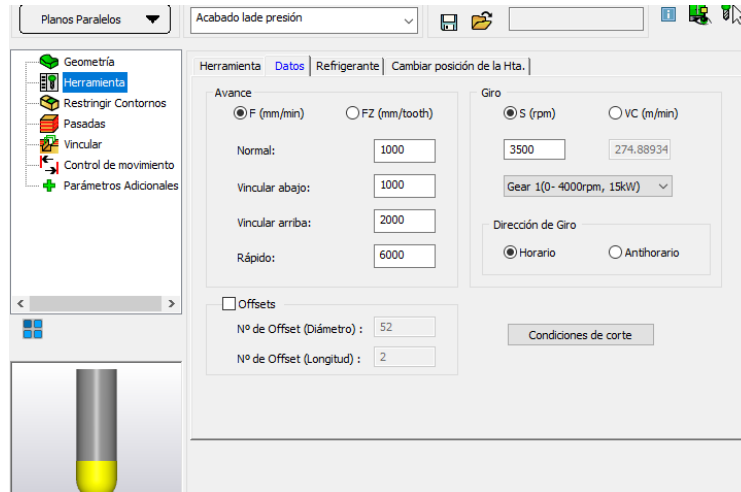 Planos Paralelos
Acabado lade presión
Geometría
Herramienta
Restringir Contornos
Pasadas
Vincular
Control de movimiento
Parámetros Adicionales
Herramienta Datos Refrigerante Cambiar posición de la Hta.
Avance
F (mm/min) FZ (mm/tooth)
Normal: 1000
Vincular abajo: 1000
Vincular arriba: 2000
Rápido: 6000
Giro
S (rpm) VC (m/min)
3500 274.88934
Gear 1(0- 4000rpm, 15kW)
Dirección de Giro
Horario Antihorario
Offsets
Nº de Offset (Diámetro) : 52
Nº de Offset (Longitud) : 2
Condiciones de corte